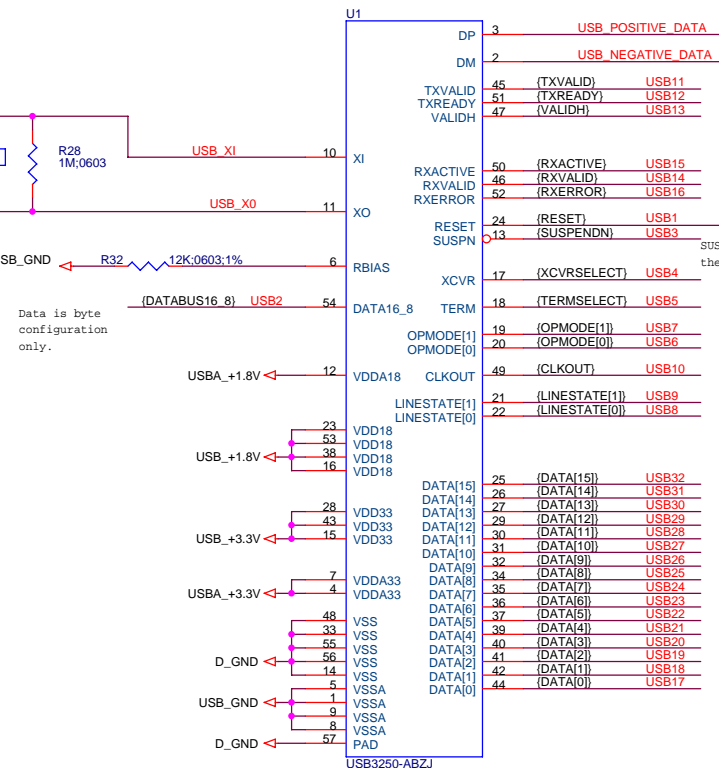 U1
DP 3 USB_POSITIVE_DATA
DM 2 USB_NEGATIVE_DATA
TXVALID 45 {TXVALID} USB11
TXREADY 51 {TXREADY} USB12
VALIDH 47 {VALIDH} USB13
R28
1M;0603
USB_XI 10 XI
RXACTIVE 50 {RXACTIVE} USB15
RXVALID 46 {RXVALID} USB14
RXERROR 52 {RXERROR} USB16
USB_X0 11 XO
RESET 24 {RESET} USB1
SUSPN 13 {SUSPENDN} USB3
SUS
the
SB_GND R32 12K;0603;1% 6 RBIAS
XCVR 17 {XCVRSELECT} USB4
{DATABUS16_8} USB2 54 DATA16_8
TERM 18 {TERMSELECT} USB5
Data is byte
configuration
only.
OPMODE[1] 19 {OPMODE[1]} USB7
OPMODE[0] 20 {OPMODE[0]} USB6
USBA_+1.8V 12 VDDA18
CLKOUT 49 {CLKOUT} USB10
LINESTATE[1] 21 {LINESTATE[1]} USB9
LINESTATE[0] 22 {LINESTATE[0]} USB8
23 VDD18
53 VDD18
USB_+1.8V 38 VDD18
16 VDD18
28 VDD33
43 VDD33
USB_+3.3V 15 VDD33
7 VDDA33
USBA_+3.3V 4 VDDA33
48 VSS
33 VSS
55 VSS
D_GND 56 VSS
14 VSS
5 VSSA
USB_GND 1 VSSA
9 VSSA
8 VSSA
D_GND 57 PAD
DATA[15] 25 {DATA[15]} USB32
DATA[14] 26 {DATA[14]} USB31
DATA[13] 27 {DATA[13]} USB30
DATA[12] 29 {DATA[12]} USB29
DATA[11] 30 {DATA[11]} USB28
DATA[10] 31 {DATA[10]} USB27
DATA[9] 32 {DATA[9]} USB26
DATA[8] 34 {DATA[8]} USB25
DATA[7] 35 {DATA[7]} USB24
DATA[6] 36 {DATA[6]} USB23
DATA[5] 37 {DATA[5]} USB22
DATA[4] 39 {DATA[4]} USB21
DATA[3] 40 {DATA[3]} USB20
DATA[2] 41 {DATA[2]} USB19
DATA[1] 42 {DATA[1]} USB18
DATA[0] 44 {DATA[0]} USB17
USB3250-ABZJ